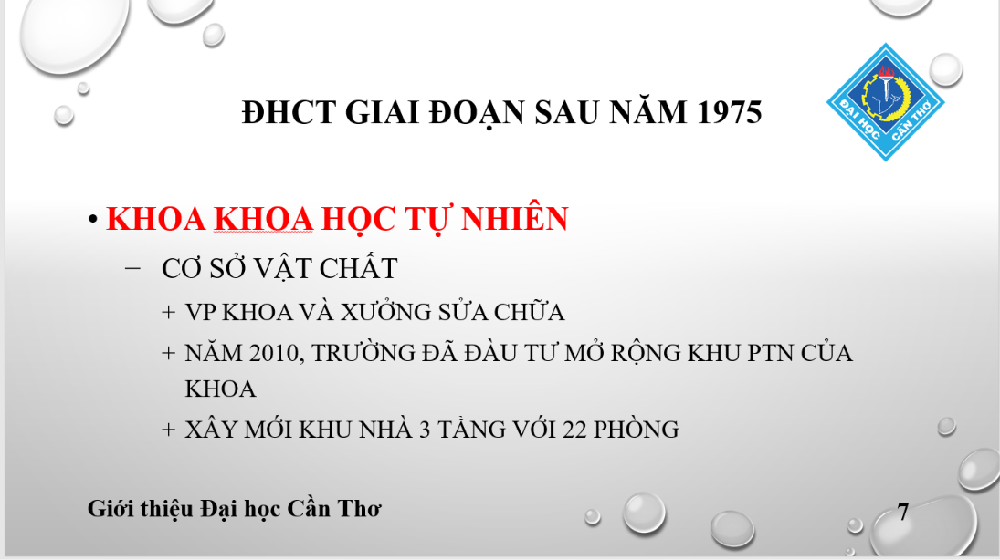 ĐHCT GIAI ĐOẠN SAU NĂM 1975
ĐẠI HỌC CẦN THƠ
• KHOA KHOA HỌC TỰ NHIÊN
– CƠ SỞ VẬT CHẤT
+ VP KHOA VÀ XƯỞNG SỬA CHỮA
+ NĂM 2010, TRƯỜNG ĐÃ ĐẦU TƯ MỞ RỘNG KHU PTN CỦA
KHOA
+ XÂY MỚI KHU NHÀ 3 TẦNG VỚI 22 PHÒNG
Giới thiệu Đại học Cần Thơ
7